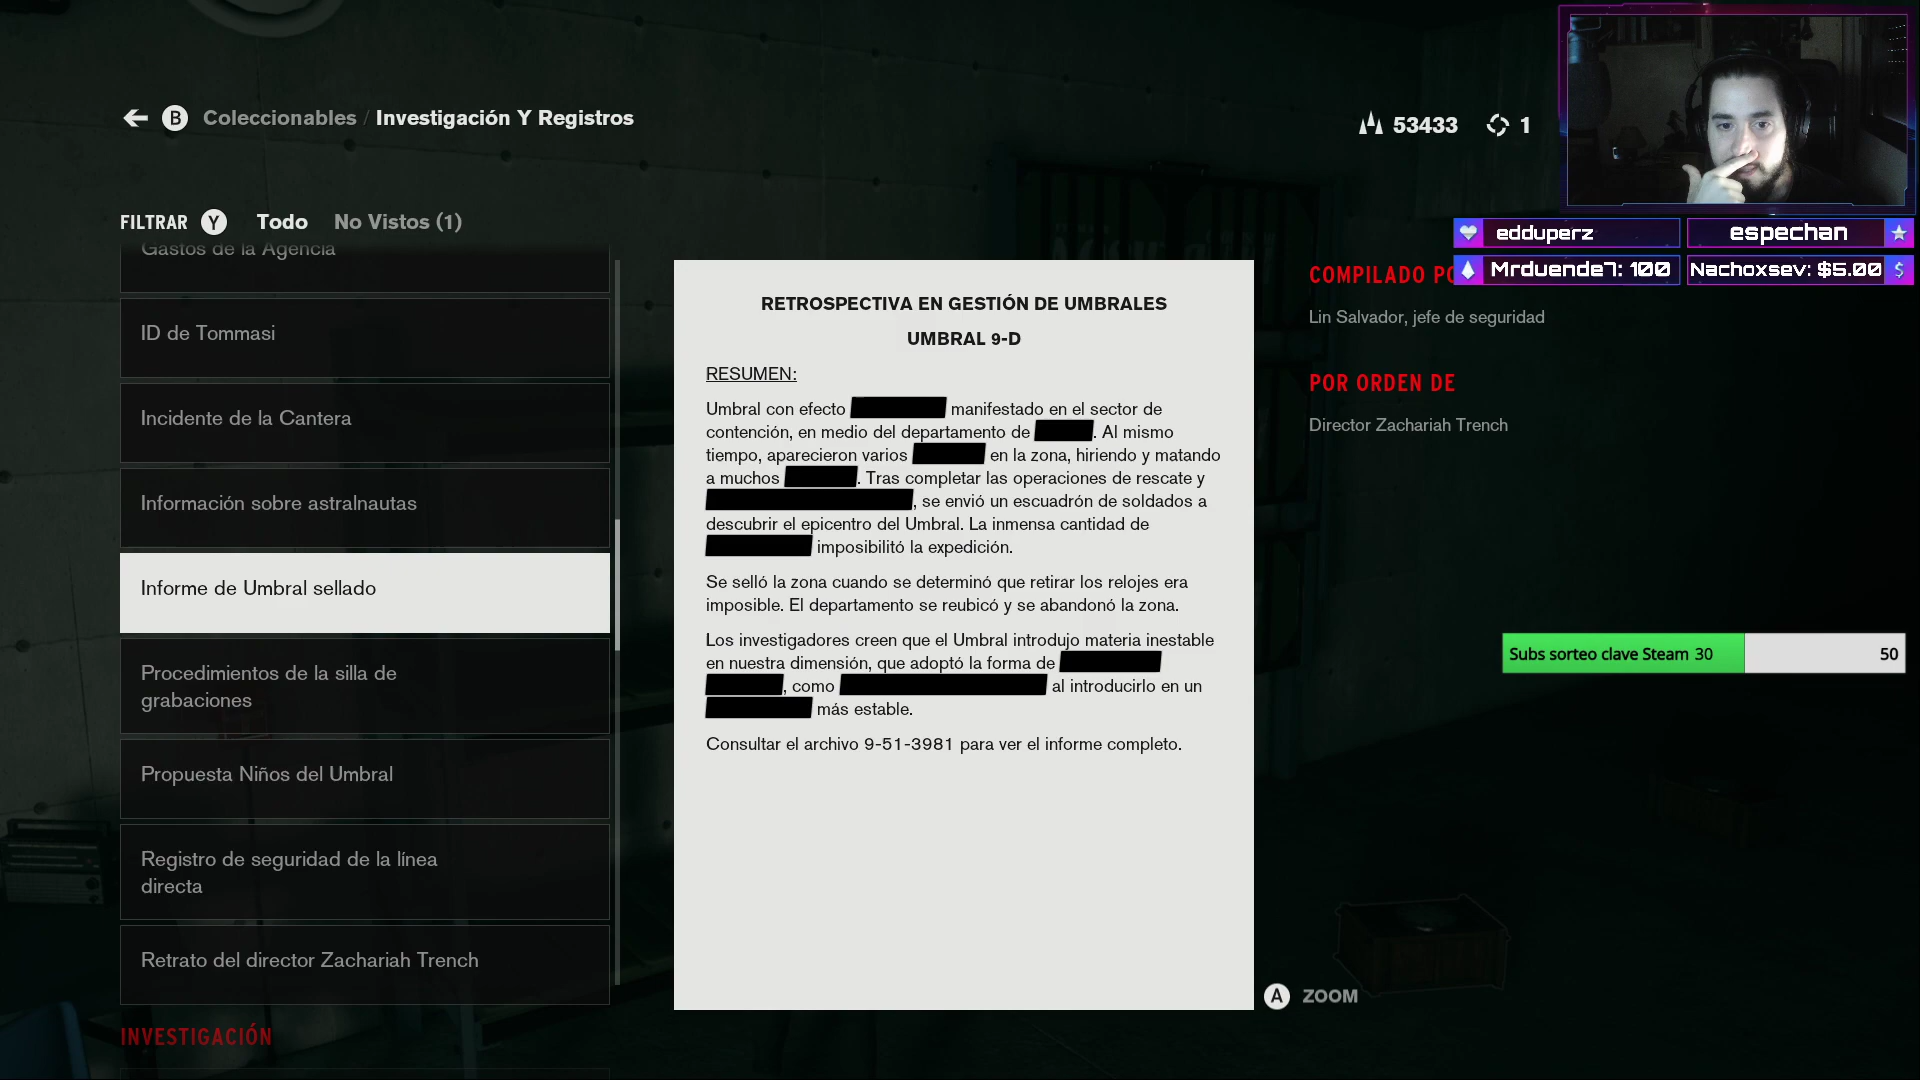 B Coleccionables / Investigación Y Registros
53433 1
FILTRAR Y Todo No Vistos (1)
Gastos de la Agencia
ID de Tommasi
Incidente de la Cantera
Información sobre astralnautas
Informe de Umbral sellado
Procedimientos de la silla de
grabaciones
Propuesta Niños del Umbral
Registro de seguridad de la línea
directa
Retrato del director Zachariah Trench
INVESTIGACIÓN
RETROSPECTIVA EN GESTIÓN DE UMBRALES
UMBRAL 9-D
RESUMEN:
Umbral con efecto manifestado en el sector de
contención, en medio del departamento de . Al mismo
tiempo, aparecieron varios en la zona, hiriendo y matando
a muchos . Tras completar las operaciones de rescate y
, se envió un escuadrón de soldados a
descubrir el epicentro del Umbral. La inmensa cantidad de
imposibilitó la expedición.
Se selló la zona cuando se determinó que retirar los relojes era
imposible. El departamento se reubicó y se abandonó la zona.
Los investigadores creen que el Umbral introdujo materia inestable
en nuestra dimensión, que adoptó la forma de
, como al introducirlo en un
más estable.
Consultar el archivo 9-51-3981 para ver el informe completo.
A ZOOM
edduperz espechan
Mrduende7: 100 Nachoxsev: $5.00 $
COMPILADO
Lin Salvador, jefe de seguridad
POR ORDEN DE
Director Zachariah Trench
Subs sorteo clave Steam 30 50